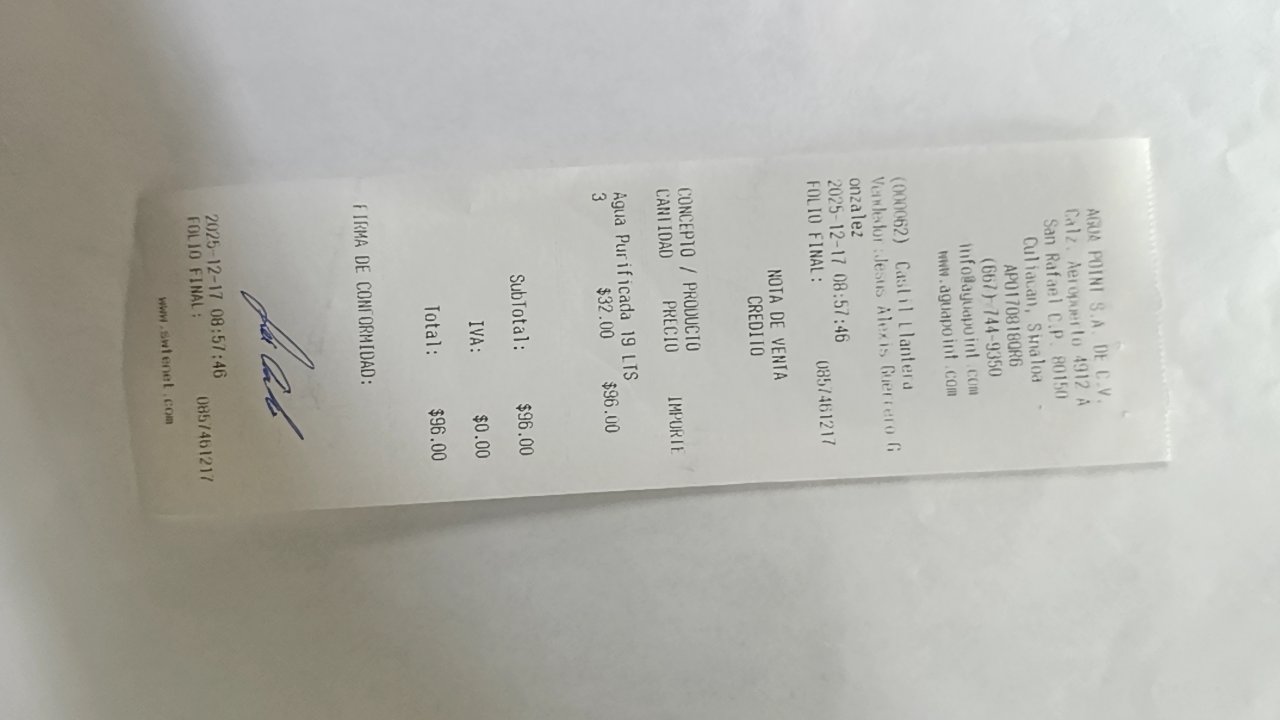 AGUA POINT S.A. DE C.V.
Calz. Aeropuerto 4912 A
San Rafael C.P. 80150
Culiacan, Sinaloa
APO170818QR6
(667)-744-9350
info@aguapoint.com
www.aguapoint.com
(000062) Castil Llantera
Vendedor:Jesus Alexis Guerrero G
onzalez
2025-12-17 08:57:46
FOLIO FINAL: 0857461217
NOTA DE VENTA
CREDITO
CONCEPTO / PRODUCTO
CANTIDAD PRECIO IMPORTE
Agua Purificada 19 LTS
3 $32.00 $96.00
SubTotal: $96.00
IVA: $0.00
Total: $96.00
FIRMA DE CONFORMIDAD:
2025-12-17 08:57:46
FOLIO FINAL: 0857461217
www.smtenet.com